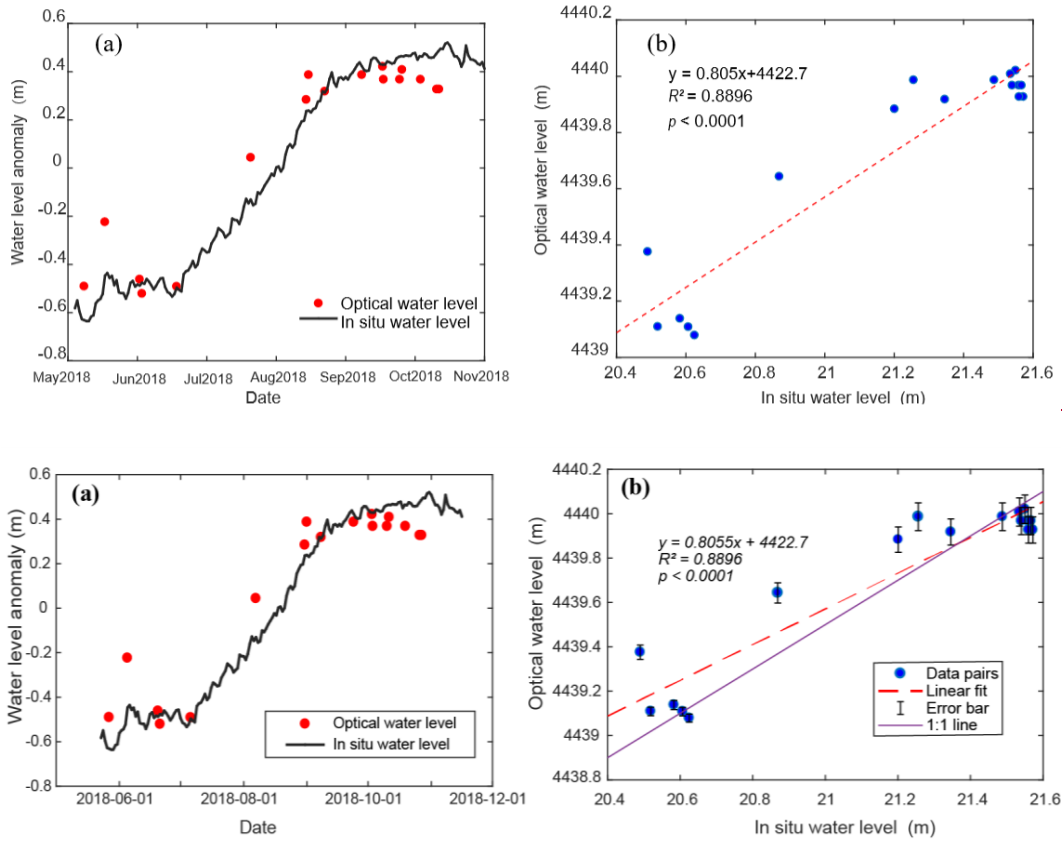 (a)
Water level anomaly (m)
0.6
0.4
0.2
0
-0.2
-0.4
-0.6
-0.8
Optical water level
In situ water level
May2018 Jun2018 Jul2018 Aug2018 Sep2018 Oct2018 Nov2018
Date
(b)
Optical water level (m)
4440.2
4440
4439.8
4439.6
4439.4
4439.2
4439
y = 0.805x+4422.7
R² = 0.8896
p < 0.0001
20.4 20.6 20.8 21 21.2 21.4 21.6
In situ water level (m)
(a)
Water level anomaly (m)
0.6
0.4
0.2
0
-0.2
-0.4
-0.6
-0.8
Optical water level
In situ water level
2018-06-01 2018-08-01 2018-10-01 2018-12-01
Date
(b)
Optical water level (m)
4440.2
4440
4439.8
4439.6
4439.4
4439.2
4439
4438.8
y = 0.8055x + 4422.7
R² = 0.8896
p < 0.0001
Data pairs
Linear fit
Error bar
1:1 line
20.4 20.6 20.8 21 21.2 21.4 21.6
In situ water level (m)